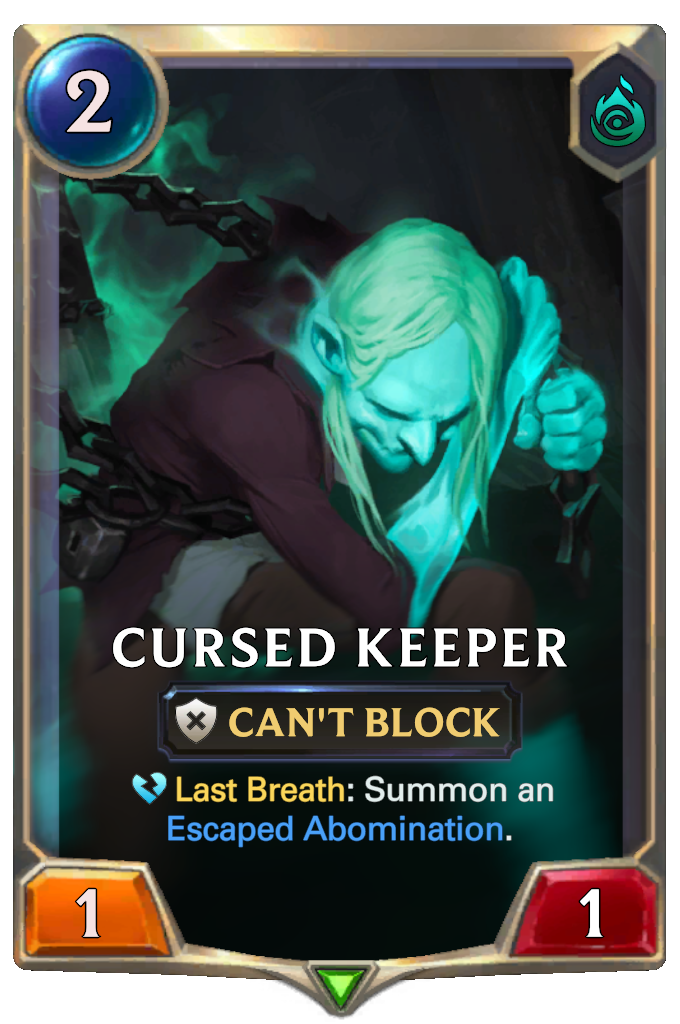 2
CURSED KEEPER
CAN'T BLOCK
Last Breath: Summon an
Escaped Abomination.
1 1